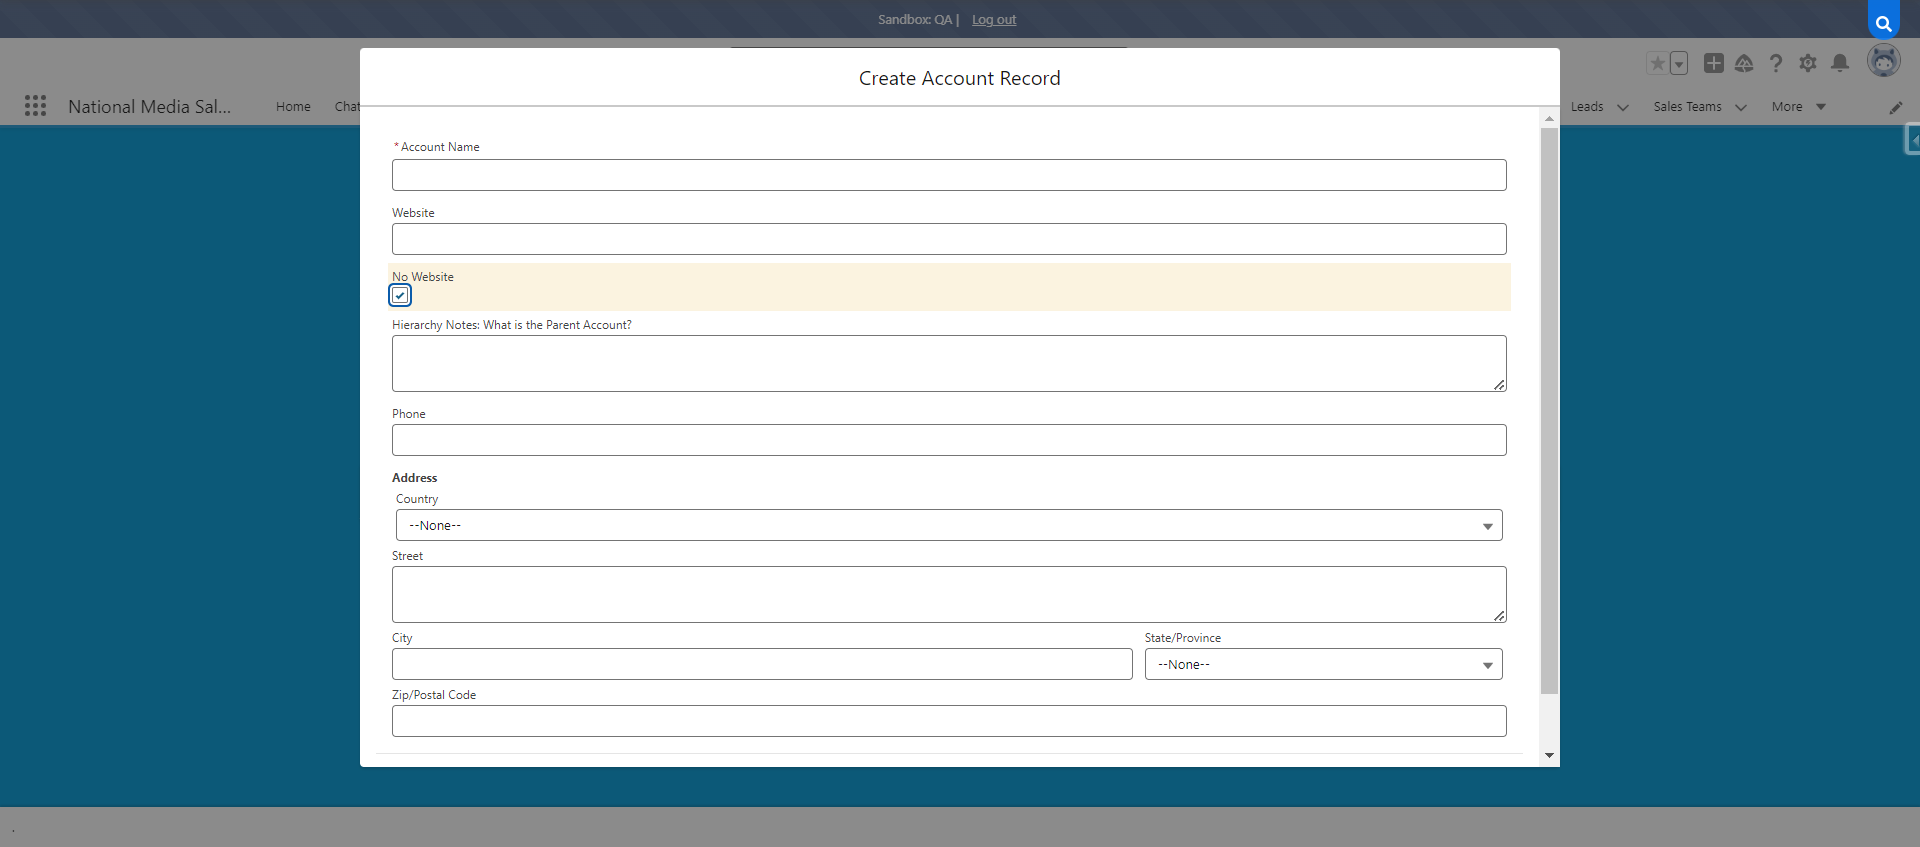 Sandbox: QA | Log out
Create Account Record
National Media Sal...
Home
Chat
Leads
Sales Teams
More
*Account Name
Website
No Website
Hierarchy Notes: What is the Parent Account?
Phone
Address
Country
--None--
Street
City
State/Province
--None--
Zip/Postal Code